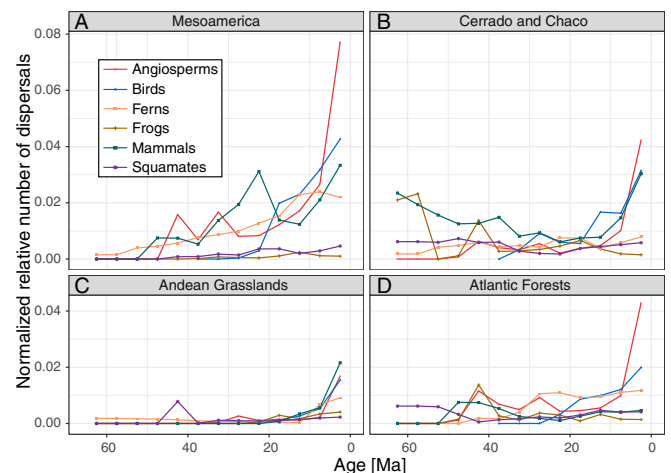 A Mesoamerica
B Cerrado and Chaco
0.08
0.06
0.04
0.02
0.00
Angiosperms
Birds
Ferns
Frogs
Mammals
Squamates
C Andean Grasslands
D Atlantic Forests
0.04
0.02
0.00
60 40 20 0
60 40 20 0
Normalized relative number of dispersals
Age [Ma]